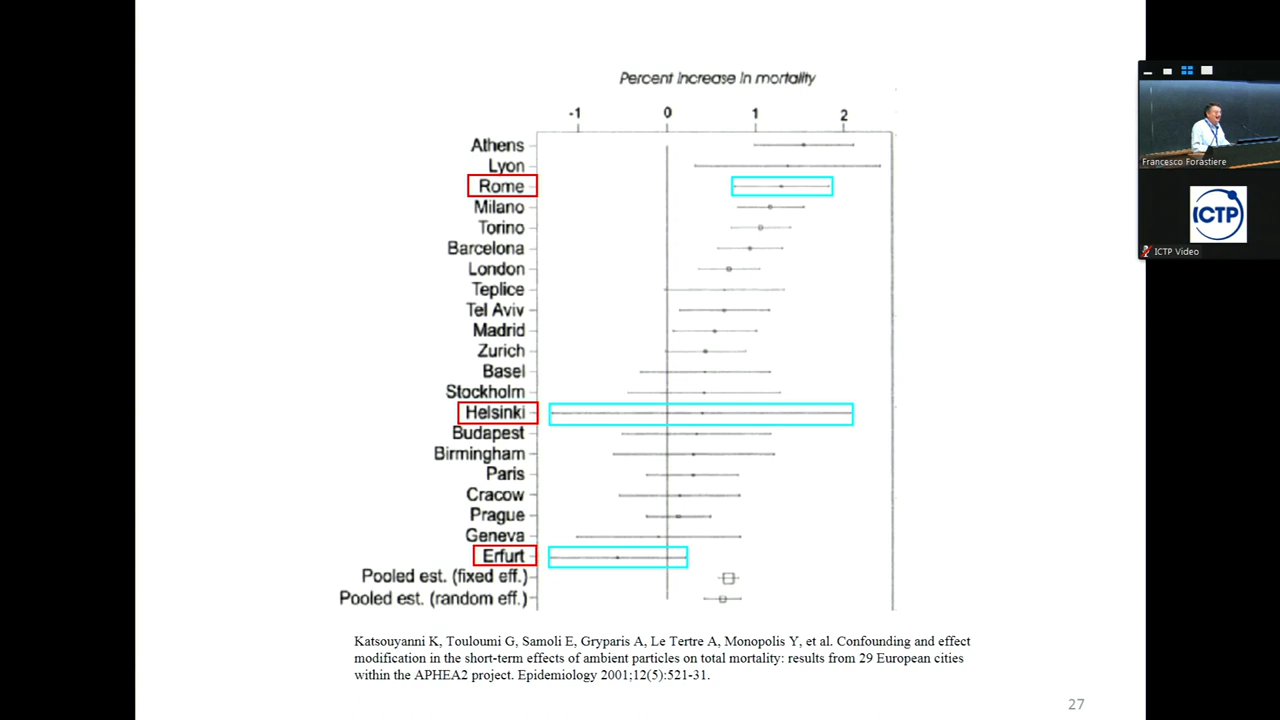 Percent increase in mortality
-1 0 1 2
Athens
Lyon
Rome
Milano
Torino
Barcelona
London
Teplice
Tel Aviv
Madrid
Zurich
Basel
Stockholm
Helsinki
Budapest
Birmingham
Paris
Cracow
Prague
Geneva
Erfurt
Pooled est. (fixed eff.)
Pooled est. (random eff.)
Katsouyanni K, Touloumi G, Samoli E, Gryparis A, Le Tertre A, Monopolis Y, et al. Confounding and effect
modification in the short-term effects of ambient particles on total mortality: results from 29 European cities
within the APHEA2 project. Epidemiology 2001;12(5):521-31.
27
Francesco Forastiere
ICTP
ICTP Video